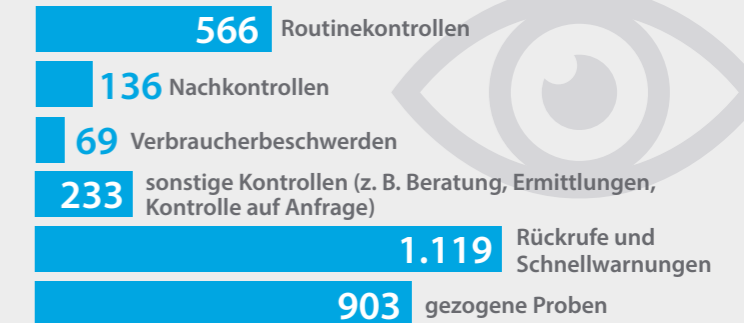 566 Routinekontrollen
136 Nachkontrollen
69 Verbraucherbeschwerden
233 sonstige Kontrollen (z. B. Beratung, Ermittlungen,
Kontrolle auf Anfrage)
1.119 Rückrufe und
Schnellwarnungen
903 gezogene Proben